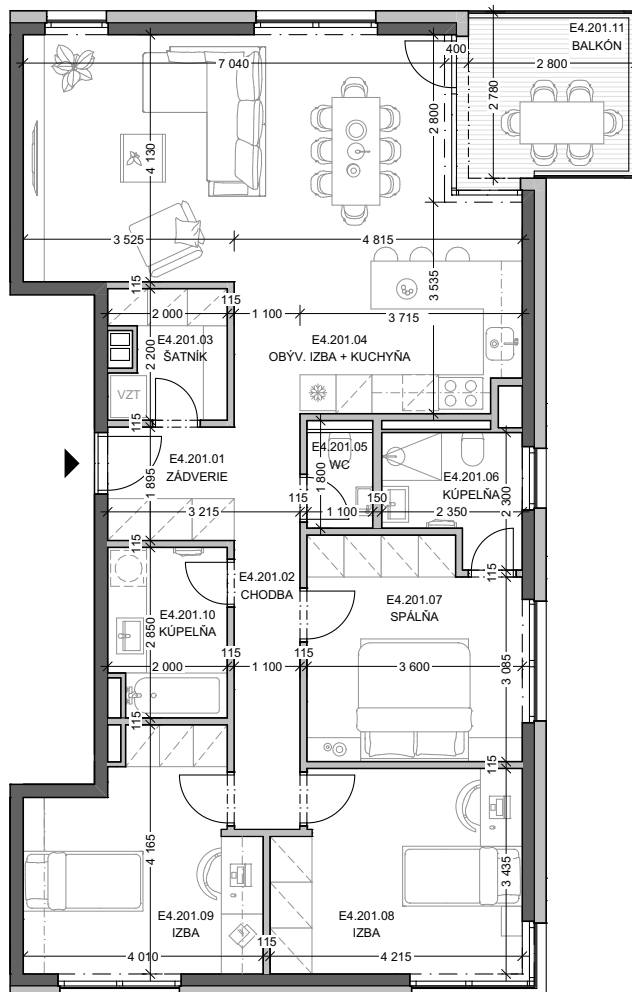 E4.201.11
BALKÓN
400
7 040
2 800
2 780
2 800
4 130
3 525
4 815
3 535
115
115
2 000
1 100
3 715
E4.201.03
ŠATNÍK
2 200
VZT
E4.201.04
OBÝV. IZBA + KUCHYŇA
115
E4.201.01
ZÁDVERIE
1 895
3 215
E4.201.05
WC
1 800
115
1 100
150
E4.201.06
KÚPELŇA
2 350
2 300
115
E4.201.02
CHODBA
E4.201.10
KÚPELŇA
2 850
E4.201.07
SPÁLŇA
115
115
115
2 000
1 100
3 600
3 085
115
115
4 165
3 435
E4.201.09
IZBA
E4.201.08
IZBA
115
4 010
4 215